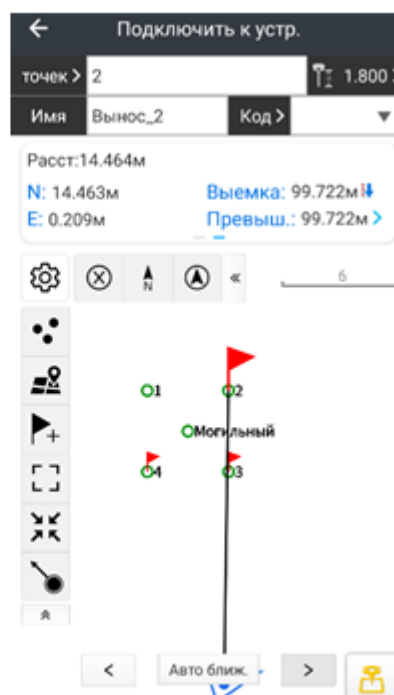 Подключить к устр.
точек > 2 1.800
Имя Вынос_2 Код >
Расст:14.464м
N: 14.463м Выемка: 99.722м
E: 0.209м Превыш.: 99.722м >
N « 6
1 2
Могильный
4 3
< Авто ближ. >